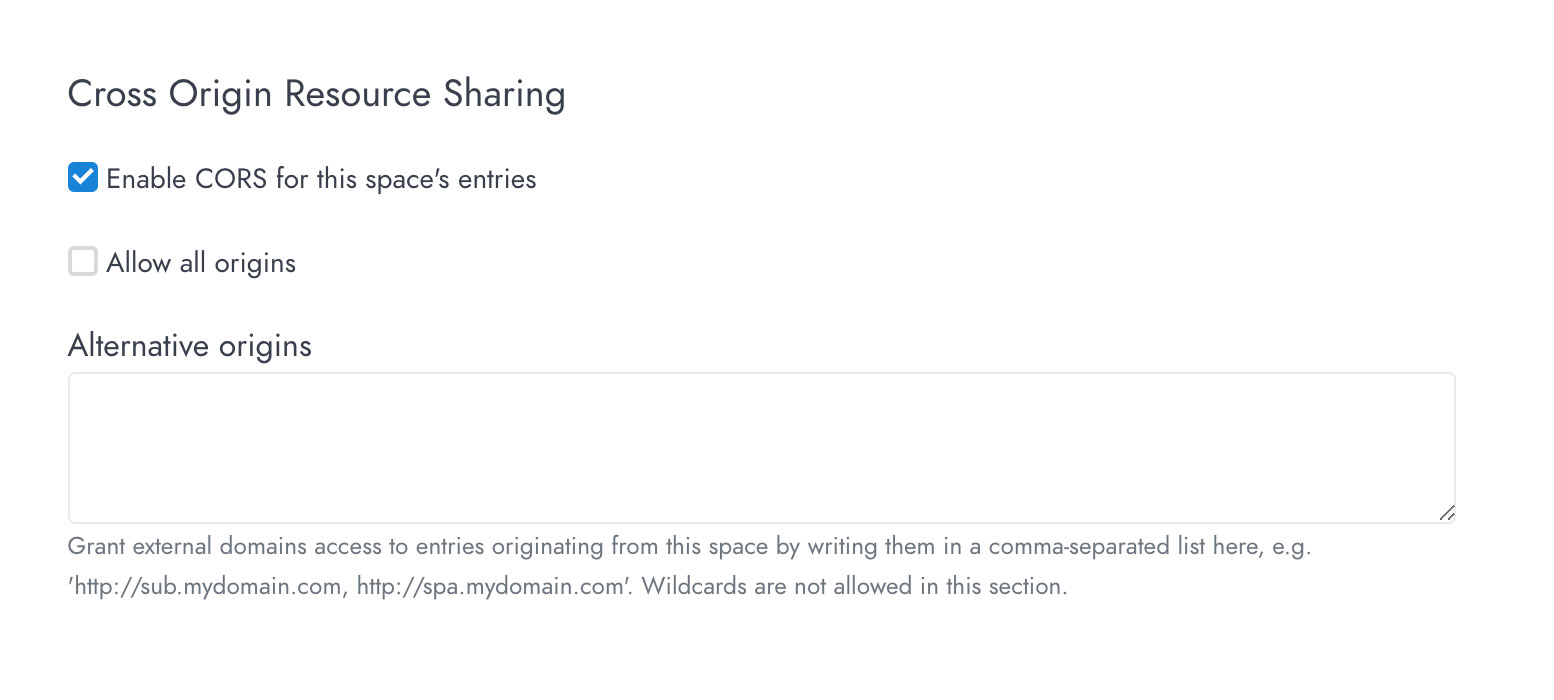 Cross Origin Resource Sharing
Enable CORS for this space's entries
Allow all origins
Alternative origins
Grant external domains access to entries originating from this space by writing them in a comma-separated list here, e.g.
'http://sub.mydomain.com, http://spa.mydomain.com'. Wildcards are not allowed in this section.